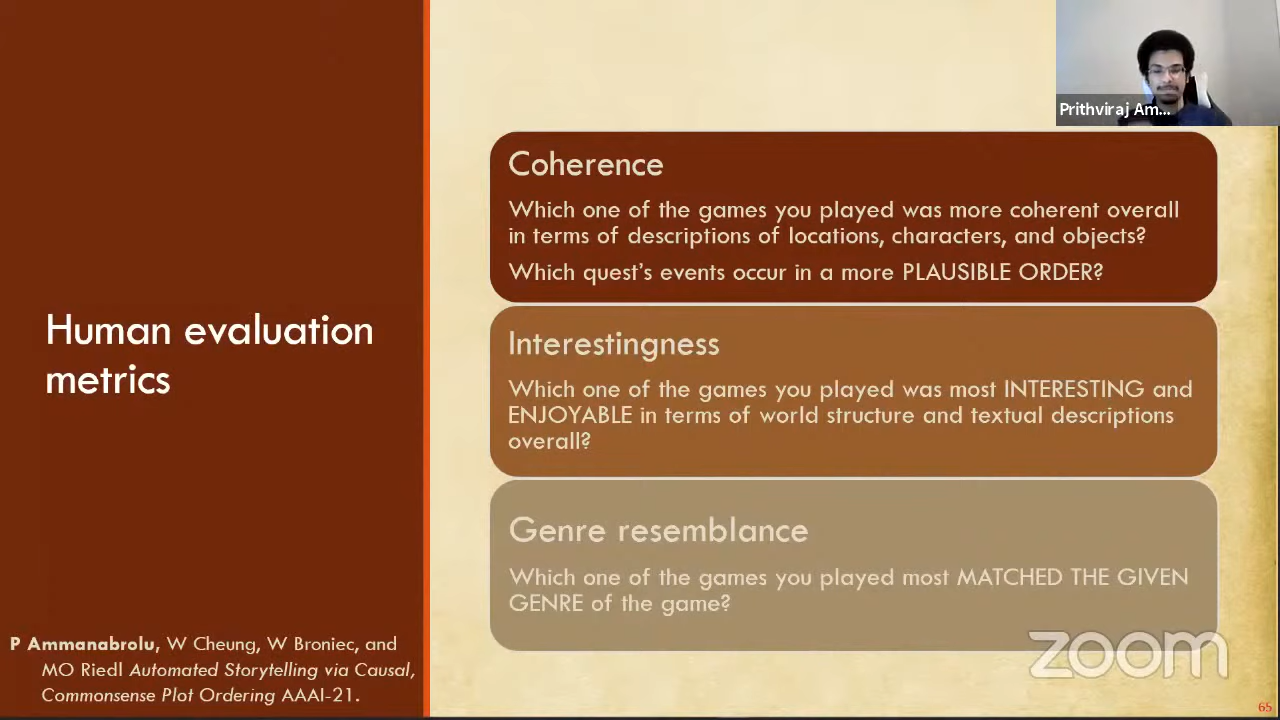 Prithviraj Am...
Human evaluation
metrics
Coherence
Which one of the games you played was more coherent overall
in terms of descriptions of locations, characters, and objects?
Which quest's events occur in a more PLAUSIBLE ORDER?
Interestingness
Which one of the games you played was most INTERESTING and
ENJOYABLE in terms of world structure and textual descriptions
overall?
Genre resemblance
Which one of the games you played most MATCHED THE GIVEN
GENRE of the game?
P Ammanabrolu, W Cheung, W Broniec, and
MO Riedl Automated Storytelling via Causal,
Commonsense Plot Ordering AAAI-21.
zoom
65